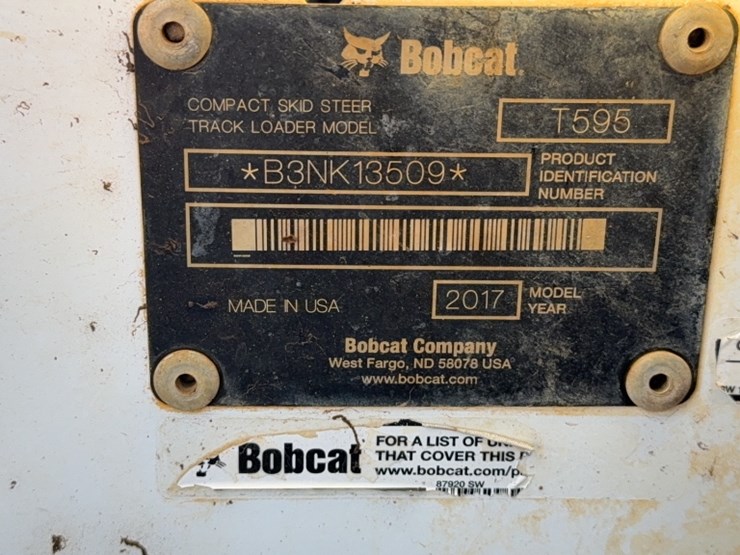 Bobcat.
COMPACT SKID STEER
TRACK LOADER MODEL
T595
*B3NK13509*
PRODUCT
IDENTIFICATION
NUMBER
MADE IN USA
2017
MODEL
YEAR
Bobcat Company
West Fargo, ND 58078 USA
www.bobcat.com
Bobcat
FOR A LIST OF
THAT COVER THIS
www.bobcat.com/p
87920 SW